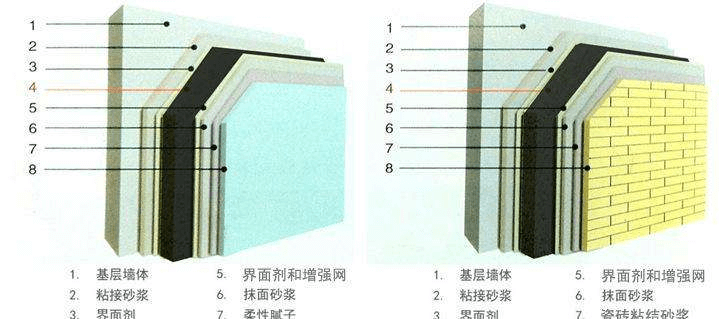 1
2
3
4
5
6
7
8
1. 基层墙体
2. 粘接砂浆
3. 界面剂
5. 界面剂和增强网
6. 抹面砂浆
7. 柔性腻子
1
2
3
4
5
6
7
8
1. 基层墙体
2. 粘接砂浆
3. 界面剂
5. 界面剂和增强网
6. 抹面砂浆
7. 瓷砖粘结砂浆